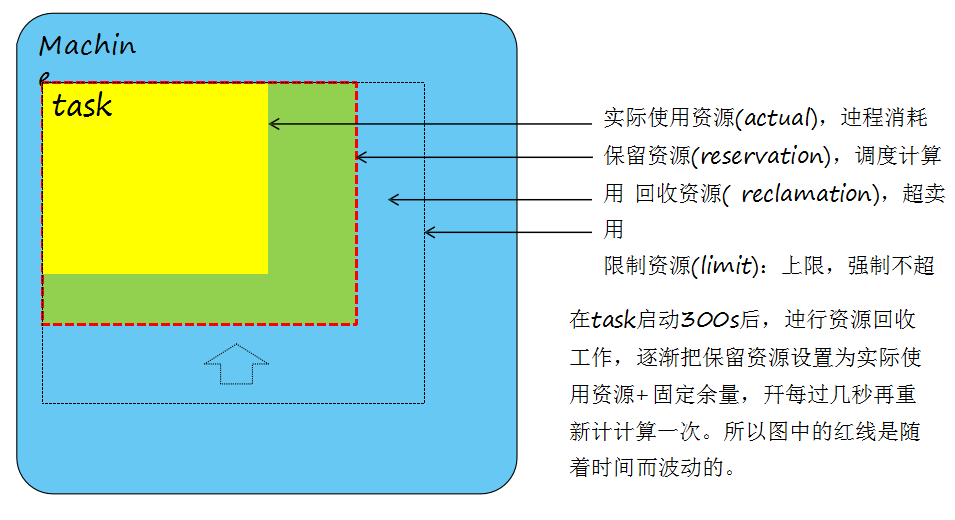 Machin
e
task
实际使用资源(actual)，迚程消耗
保留资源(reservation)，调度计算
用 回收资源( reclamation)，超卖
用
限制资源(limit)：上限，强制不超
在task启动300s后，迚行资源回收
工作，逐渐把保留资源设置为实际使
用资源+固定余量，幵每过几秒再重
新计计算一次。所以图中的红线是随
着时间而波动的。